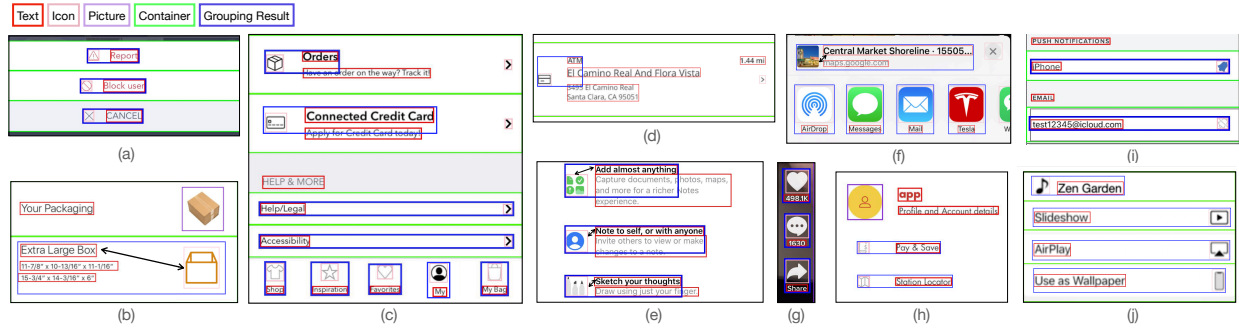 Text Icon Picture Container Grouping Result
Report
Block user
CANCEL
(a)
Your Packaging
Extra Large Box
11-7/8" x 10-13/16" x 11-1/16"
15-3/4" x 14-3/16" x 6"
(b)
Orders
Have an order on the way? Track it!
Connected Credit Card
Apply for Credit Card today!
HELP & MORE
Help/Legal
Accessibility
Shop Inspiration Favorites My My Bag
(c)
ATM 1.44 mi
El Camino Real And Flora Vista
3495 El Camino Real
Santa Clara, CA 95051
(d)
Add almost anything
Capture documents, photos, maps,
and more for a richer Notes
experience.
Note to self, or with anyone
Invite others to view or make
changes to a note.
Sketch your thoughts
Draw using just your finger.
(e)
Central Market Shoreline · 15505...
maps.google.com
AirDrop Messages Mail Tesla W
(f)
498.1K
1630
Share
(g)
app
Profile and Account details
Pay & Save
Station Locator
(h)
PUSH NOTIFICATIONS
iPhone
EMAIL
test12345@icloud.com
(i)
Zen Garden
Slideshow
AirPlay
Use as Wallpaper
(j)